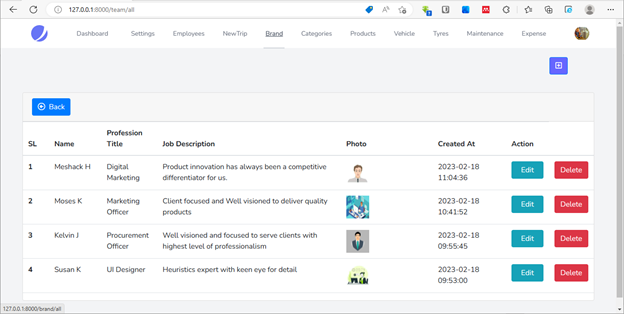 127.0.0.1:8000/team/all
Dashboard Settings Employees NewTrip Brand Categories Products Vehicle Tyres Maintenance Expense
Back
SL Name Profession Title Job Description Photo Created At Action
1 Meshack H Digital Marketing Product innovation has always been a competitive differentiator for us. 2023-02-18 11:04:36 Edit Delete
2 Moses K Marketing Officer Client focused and Well visioned to deliver quality products 2023-02-18 10:41:52 Edit Delete
3 Kelvin J Procurement Officer Well visioned and focused to serve clients with highest level of professionalism 2023-02-18 09:55:45 Edit Delete
4 Susan K UI Designer Heuristics expert with keen eye for detail 2023-02-18 09:53:00 Edit Delete
127.0.0.1:8000/brand/all